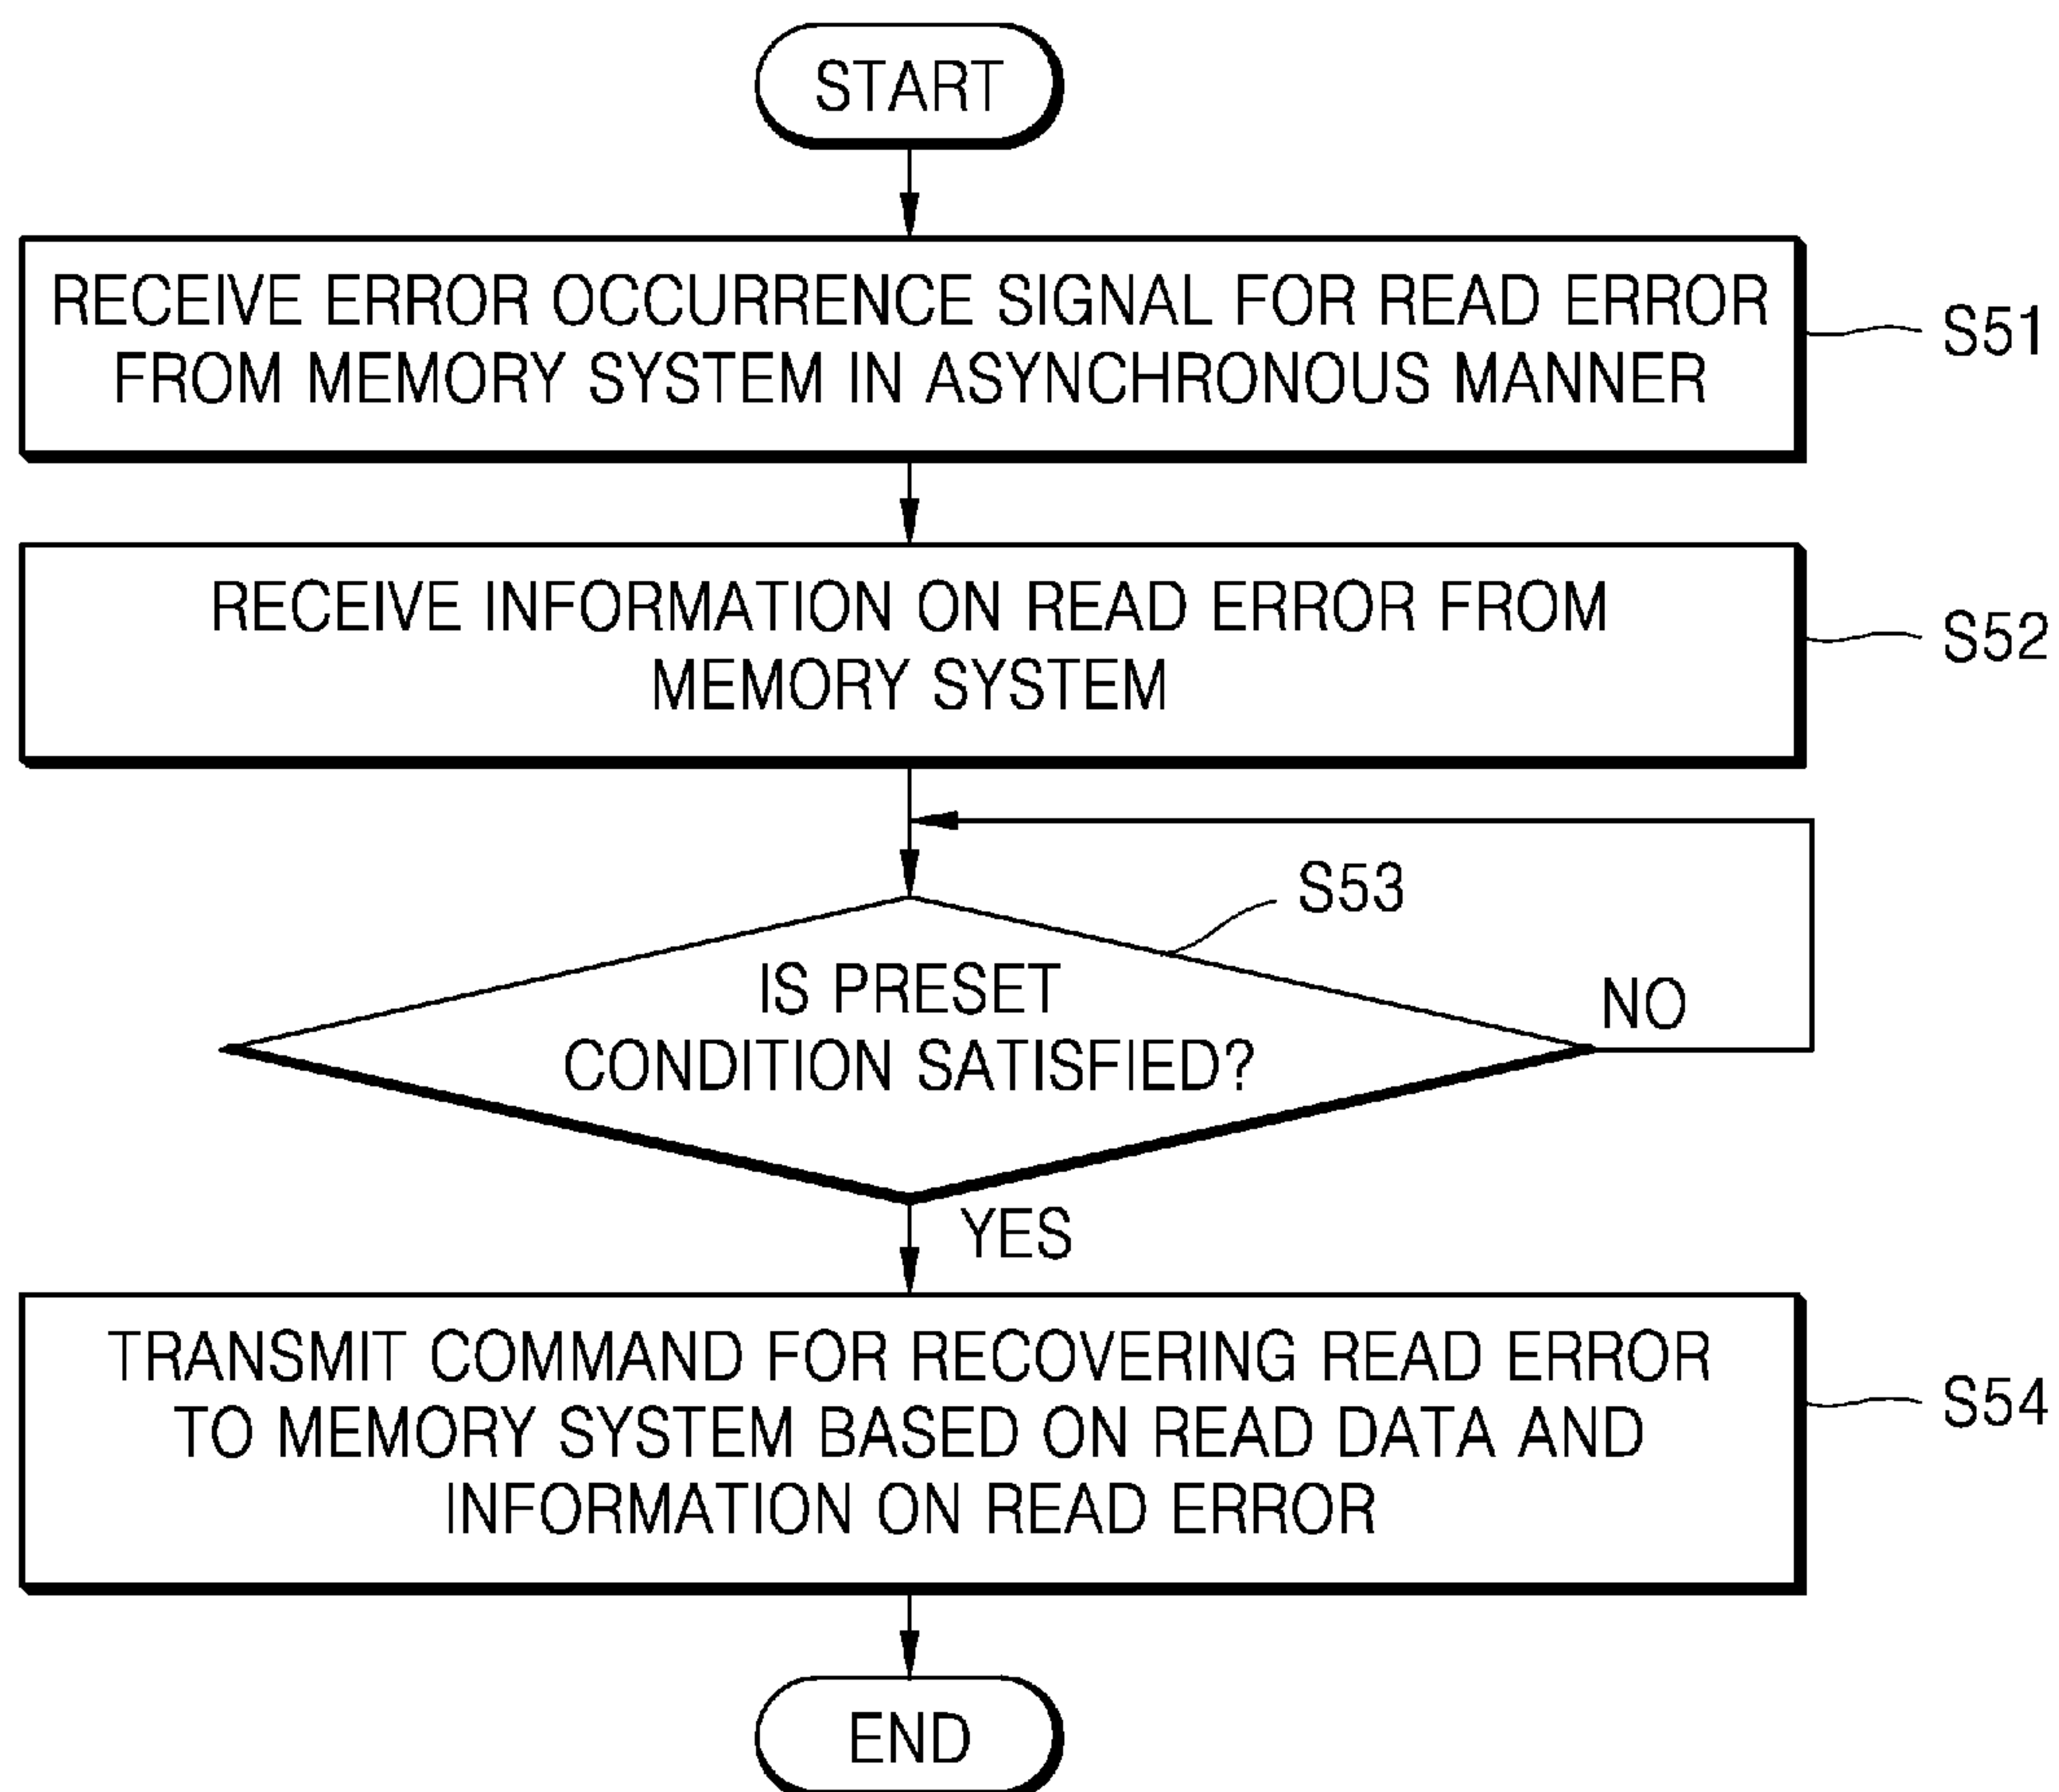 START
RECEIVE ERROR OCCURRENCE SIGNAL FOR READ ERROR
FROM MEMORY SYSTEM IN ASYNCHRONOUS MANNER
S51
RECEIVE INFORMATION ON READ ERROR FROM
MEMORY SYSTEM
S52
S53
IS PRESET
CONDITION SATISFIED?
NO
YES
TRANSMIT COMMAND FOR RECOVERING READ ERROR
TO MEMORY SYSTEM BASED ON READ DATA AND
INFORMATION ON READ ERROR
S54
END